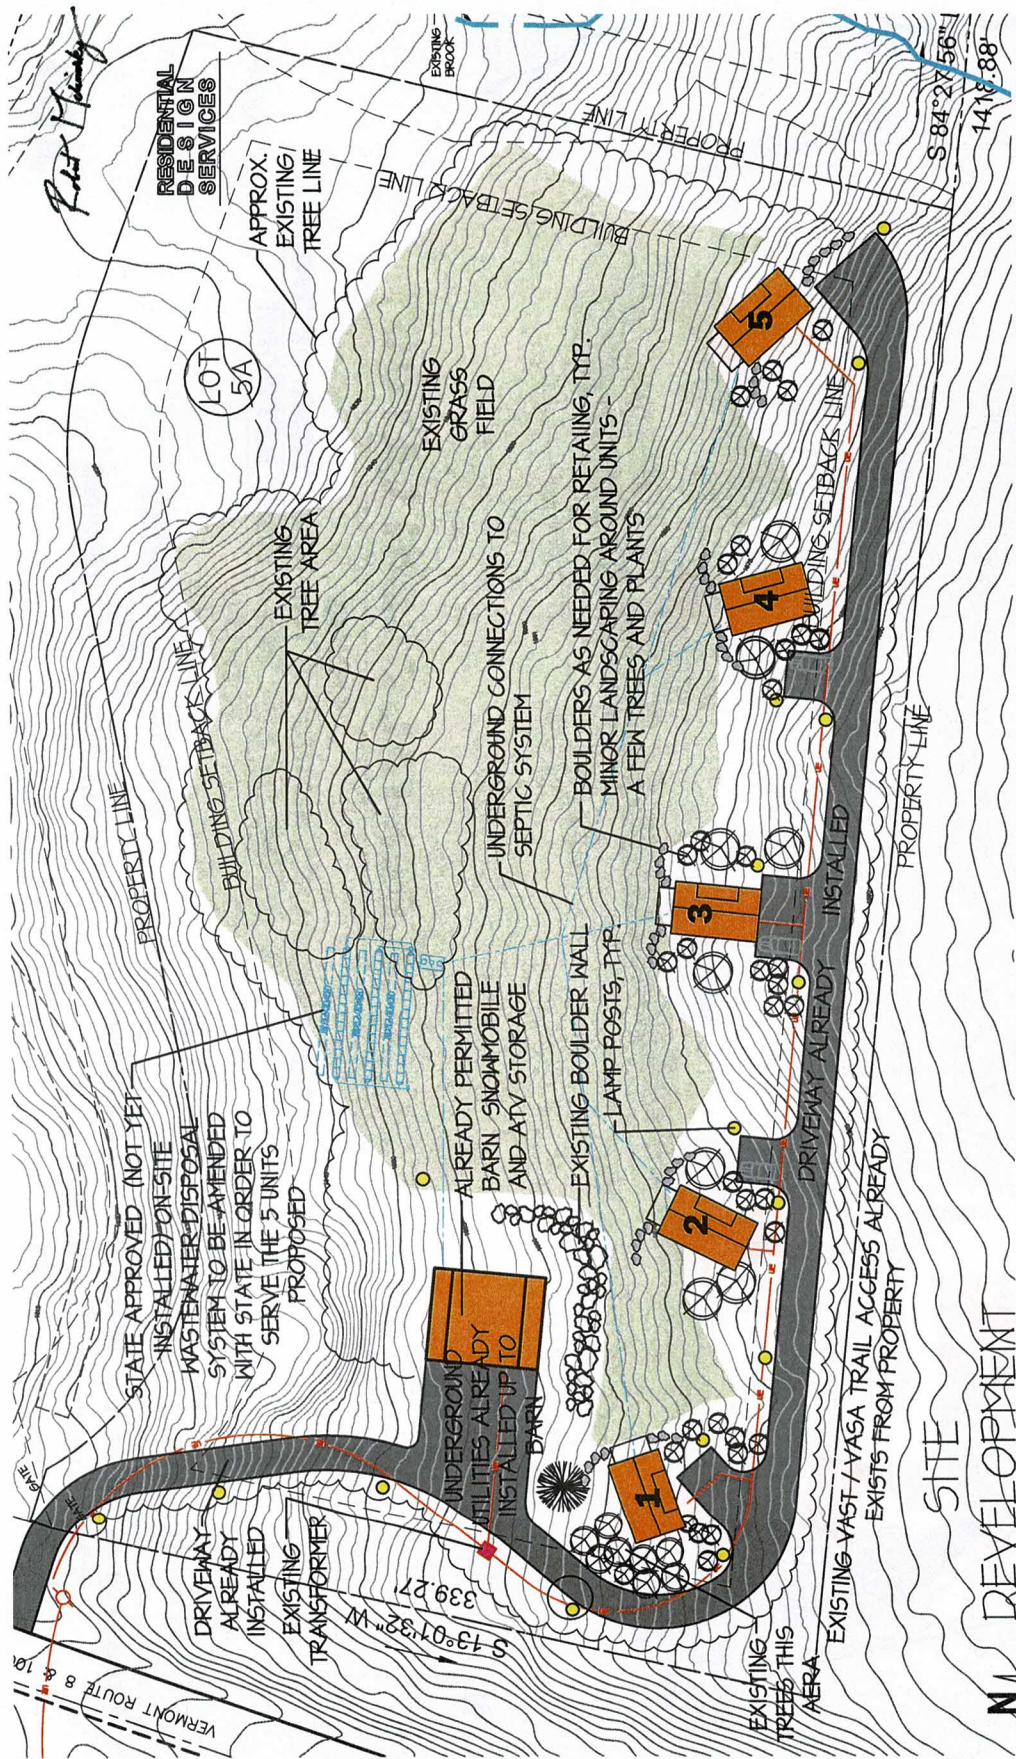 RESIDENTIAL
DESIGN
SERVICES
EXISTING
BROOK
APPROX.
EXISTING
TREE LINE
LOT
5A
PROPERTY LINE
BUILDING SETBACK LINE
S 84°27'56"
EXISTING
GRASS
FIELD
EXISTING
TREE AREA
PROPERTY LINE
BUILDING SETBACK LINE
UNDERGROUND CONNECTIONS TO
SEPTIC SYSTEM
BOULDERS AS NEEDED FOR RETAIING, TYP.
MINOR LANDSCAPING AROUND UNITS -
A FEW TREES AND PLANTS
5
4
3
2
1
BUILDING SETBACK LINE
PROPERTY LINE
STATE APPROVED (NOT YET
INSTALLED) ON-SITE
WASTEWATER DISPOSAL
SYSTEM TO BE AMENDED
WITH STATE IN ORDER TO
SERVE THE 5 UNITS
PROPOSED
ALREADY PERMITTED
BARN SNOWMOBILE
AND ATV STORAGE
EXISTING BOULDER WALL
LAMP POSTS, TYP.
DRIVEWAY ALREADY INSTALLED
GATE
GATE
UNDERGROUND
UTILITIES ALREADY
INSTALLED UP TO
BARN
DRIVEWAY
ALREADY
INSTALLED
EXISTING
TRANSFORMER
S 13°01'32" W
339.27'
VERMONT ROUTE 8 & 100
EXISTING
TREES THIS
AERA
EXISTING VAST / VASA TRAIL ACCESS ALREADY
EXISTS FROM PROPERTY
SITE
DEVELOPMENT
N